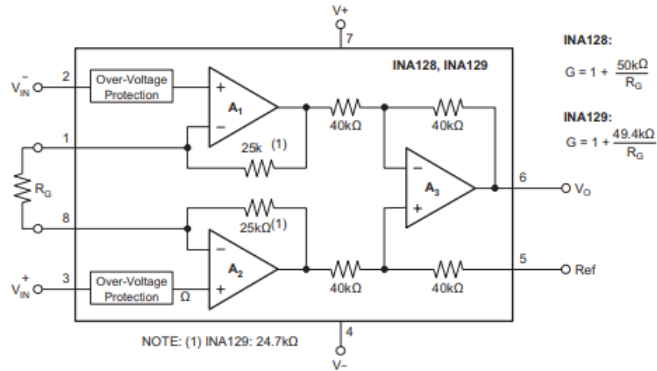 V+
7
INA128, INA129
INA128:
G = 1 + 50kΩ
RG
INA129:
G = 1 + 49.4kΩ
RG
V−IN
2
Over-Voltage
Protection
+
A1
−
40kΩ
40kΩ
1
25k (1)
RG
−
A3
+
6
VO
8
25kΩ(1)
−
A2
+
V+IN
3
Over-Voltage
Protection
Ω
40kΩ
40kΩ
5
Ref
4
NOTE: (1) INA129: 24.7kΩ
V−